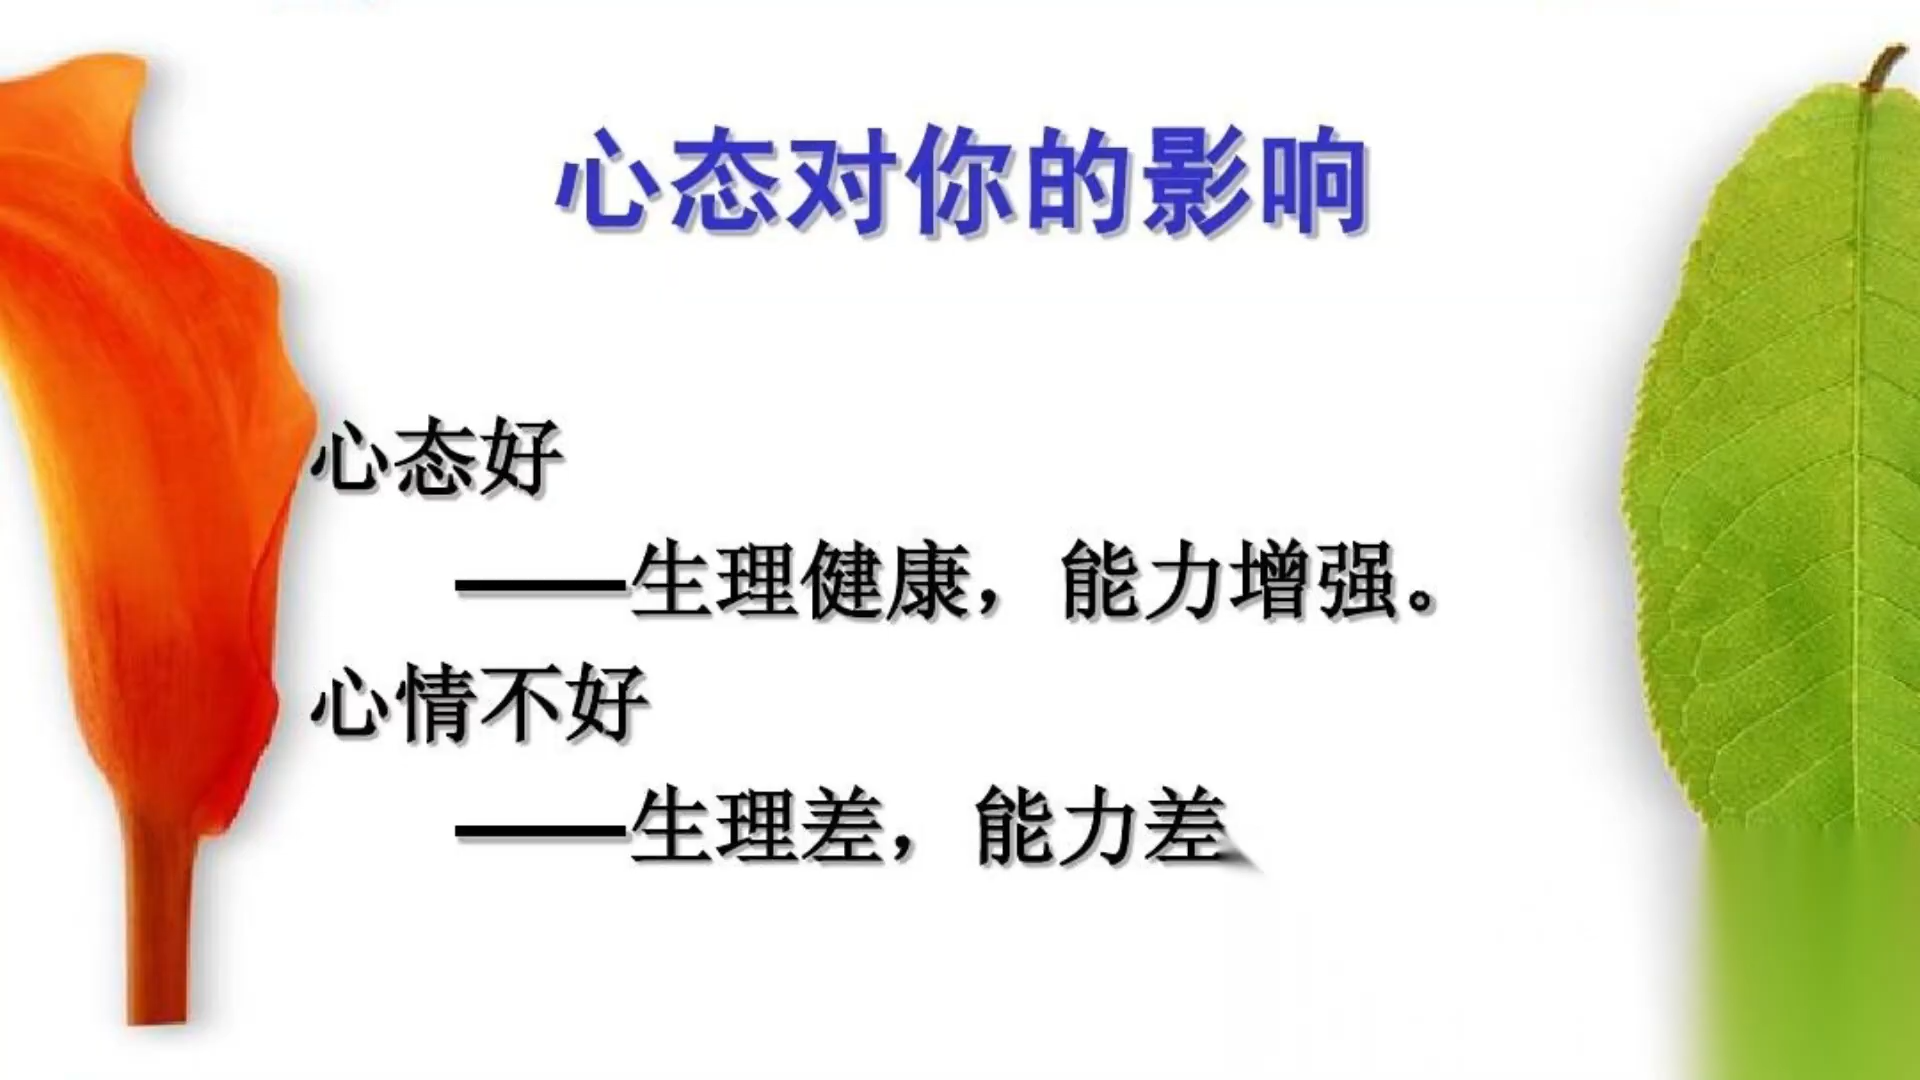 心态对你的影响
心态好
——生理健康，能力增强。
心情不好
——生理差，能力差